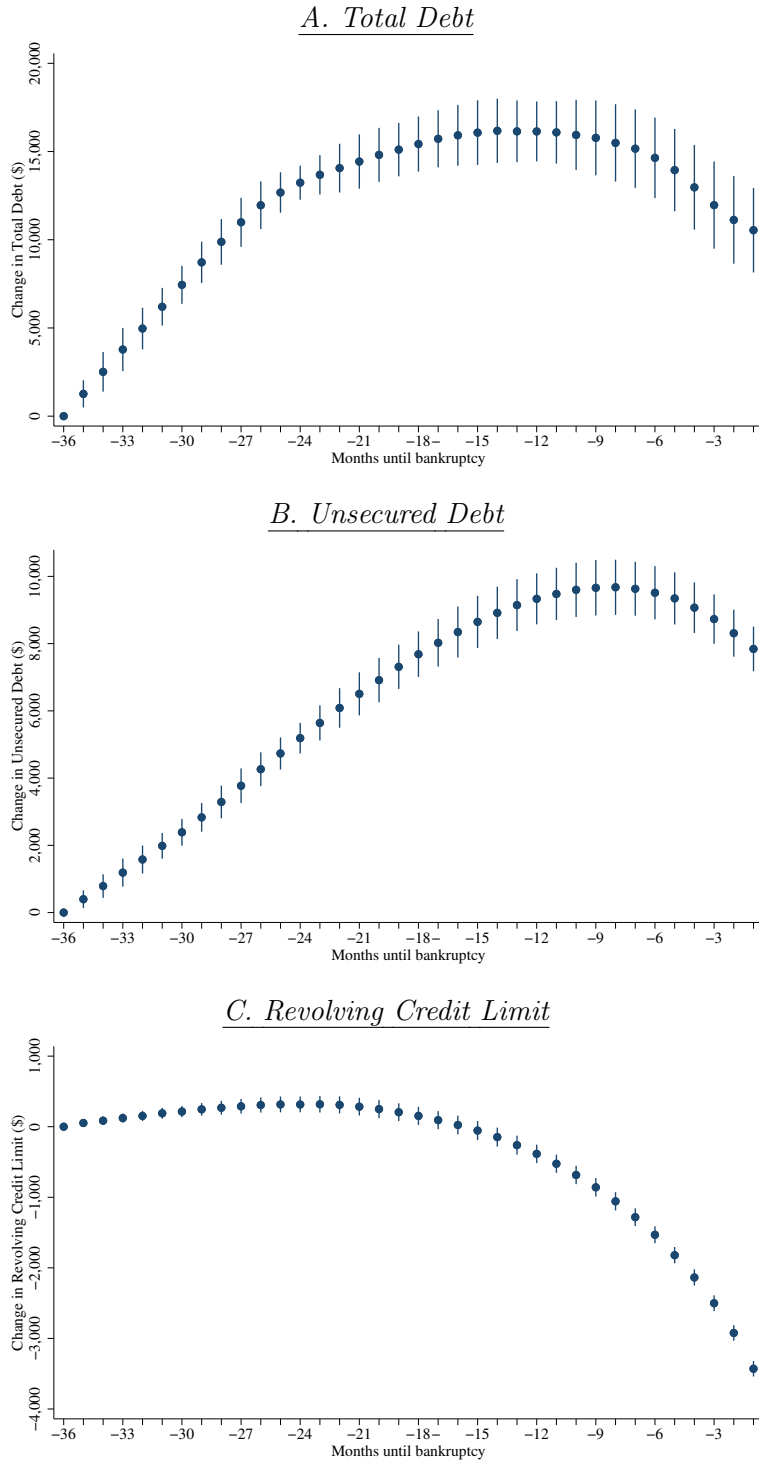 A. Total Debt
Change in Total Debt ($)
20,000
15,000
10,000
5,000
0
−36 −33 −30 −27 −24 −21 −18− −15 −12 −9 −6 −3
Months until bankruptcy
B. Unsecured Debt
Change in Unsecured Debt ($)
10,000
8,000
6,000
4,000
2,000
0
−36 −33 −30 −27 −24 −21 −18− −15 −12 −9 −6 −3
Months until bankruptcy
C. Revolving Credit Limit
Change in Revolving Credit Limit ($)
1,000
0
−1,000
−2,000
−3,000
−4,000
−36 −33 −30 −27 −24 −21 −18− −15 −12 −9 −6 −3
Months until bankruptcy